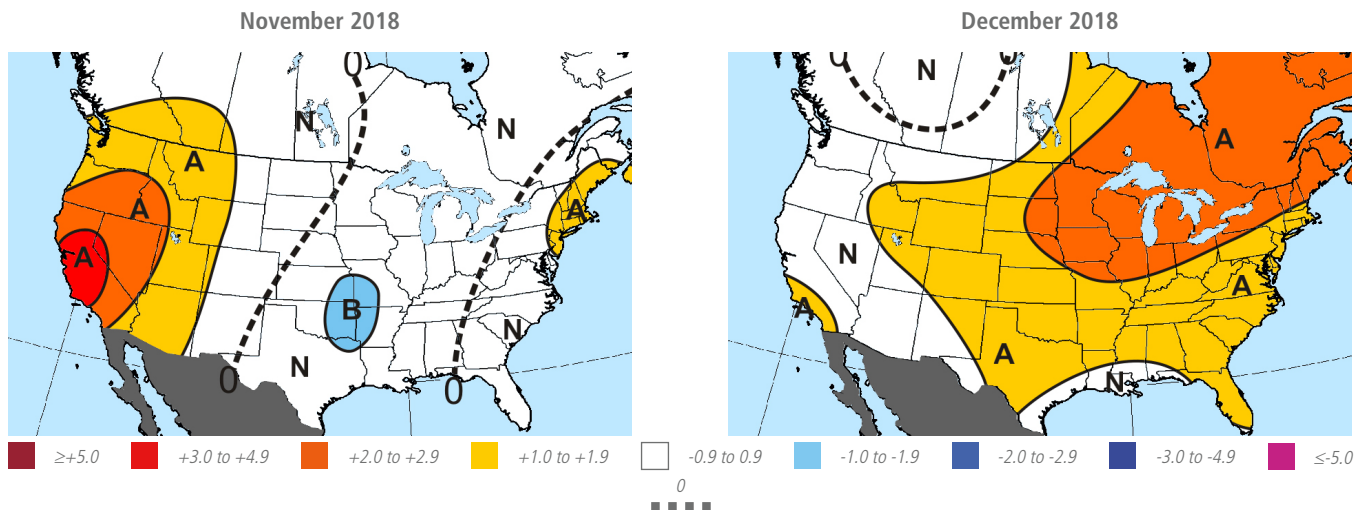 November 2018 December 2018
0 0 0
N
N N
A A
A A
A N
A A
B A
N
N A
0 0 N
≥+5.0 +3.0 to +4.9 +2.0 to +2.9 +1.0 to +1.9 -0.9 to 0.9 -1.0 to -1.9 -2.0 to -2.9 -3.0 to -4.9 ≤-5.0
0